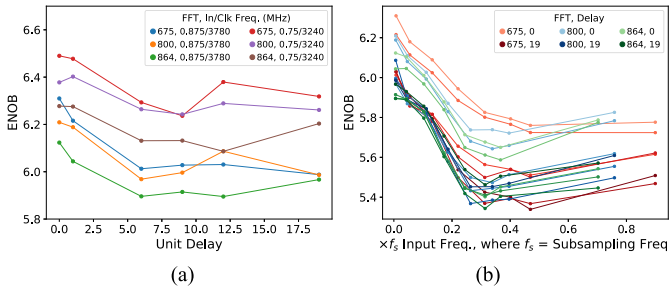 FFT, In/Clk Freq. (MHz)
675, 0.875/3780
675, 0.75/3240
800, 0.875/3780
800, 0.75/3240
864, 0.875/3780
864, 0.75/3240
6.6
6.4
6.2
6.0
5.8
ENOB
0.0 2.5 5.0 7.5 10.0 12.5 15.0 17.5
Unit Delay
(a)
FFT, Delay
675, 0
800, 0
864, 0
675, 19
800, 19
864, 19
6.2
6.0
5.8
5.6
5.4
ENOB
0.0 0.2 0.4 0.6 0.8
×fs Input Freq., where fs = Subsampling Freq
(b)